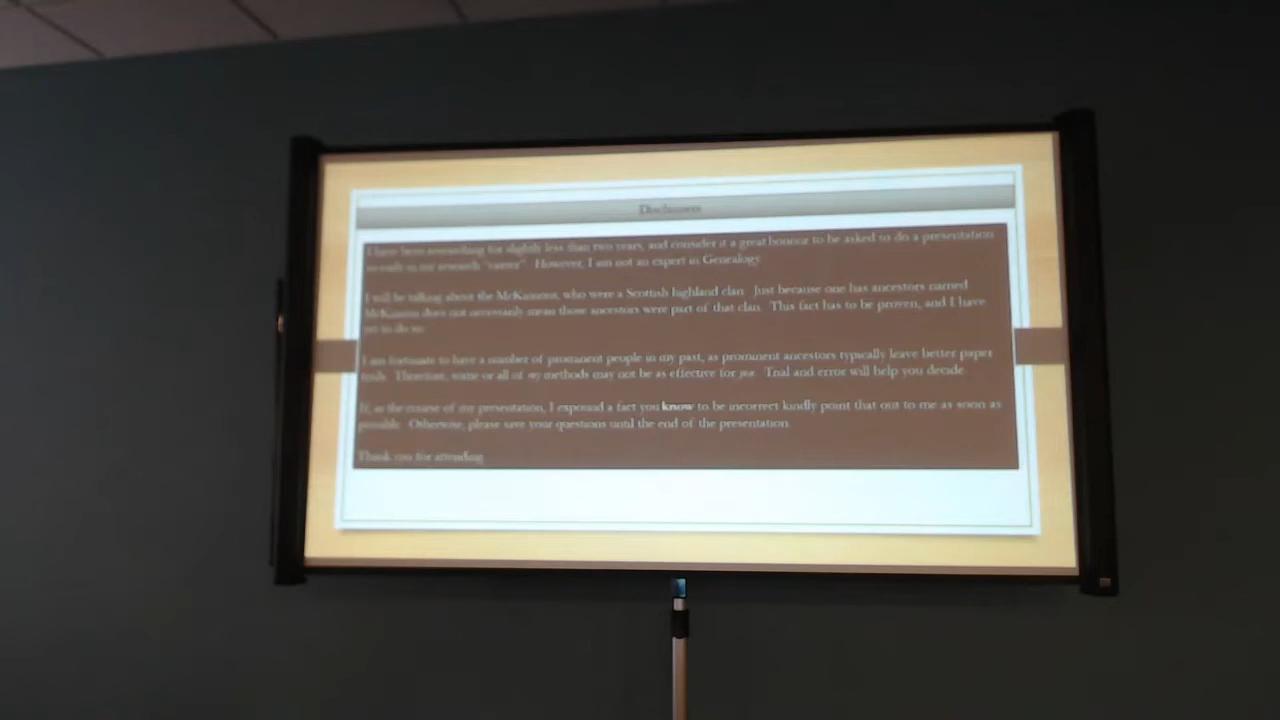 Disclaimers
I have been researching for slightly less than two years, and consider it a great honour to be asked to do a presentation
so early in my research "career". However, I am not an expert in Genealogy.
I will be talking about the McKinnons, who were a Scottish highland clan. Just because one has ancestors named
McKinnon does not necessarily mean those ancestors were part of that clan. This fact has to be proven, and I have
yet to do so.
I am fortunate to have a number of prominent people in my past, as prominent ancestors typically leave better paper
trails. Therefore, some or all of my methods may not be as effective for you. Trial and error will help you decide.
If, in the course of my presentation, I expound a fact you know to be incorrect kindly point that out to me as soon as
possible. Otherwise, please save your questions until the end of the presentation.
Thank you for attending